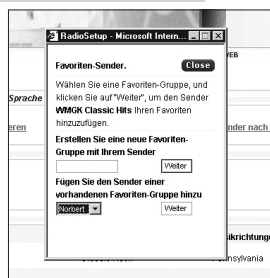 RadioSetup - Microsoft Intern...
Favoriten-Sender.
Close
Wählen Sie eine Favoriten-Gruppe, und
klicken Sie auf "Weiter", um den Sender
WMGK Classic Hits Ihren Favoriten
hinzuzufügen.
Erstellen Sie eine neue Favoriten-
Gruppe mit Ihrem Sender
Weiter
Fügen Sie den Sender einer
vorhandenen Favoriten-Gruppe hinzu
Norbert
Weiter
Sprache
eren
nder nach
sikrichtunge
nsylvania